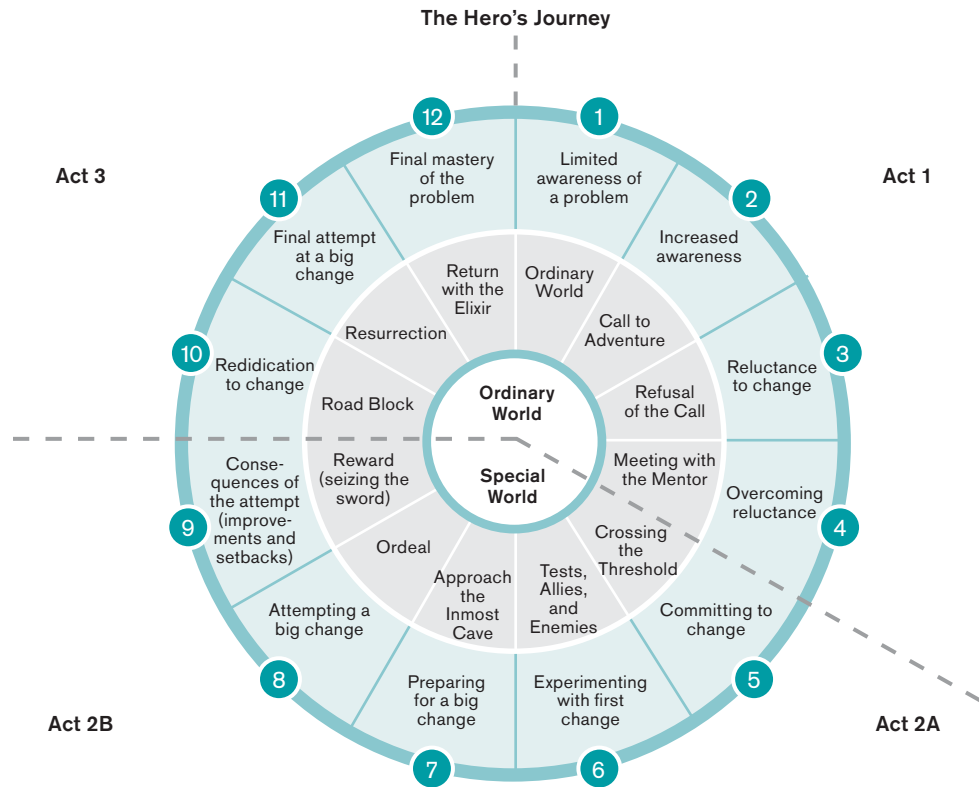 The Hero’s Journey
Act 3
Act 1
Act 2B
Act 2A
1
Limited
awareness of
a problem
2
Increased
awareness
3
Reluctance
to change
4
Overcoming
reluctance
5
Committing to
change
6
Experimenting
with first
change
7
Preparing
for a big
change
8
Attempting a
big change
9
Conse-
quences of
the attempt
(improve-
ments and
setbacks)
10
Redidication
to change
11
Final attempt
at a big
change
12
Final mastery
of the
problem
Ordinary
World
Call to
Adventure
Refusal
of the Call
Meeting with
the Mentor
Crossing
the
Threshold
Tests,
Allies,
and
Enemies
Approach
the
Inmost
Cave
Ordeal
Reward
(seizing the
sword)
Road Block
Resurrection
Return
with the
Elixir
Ordinary
World
Special
World